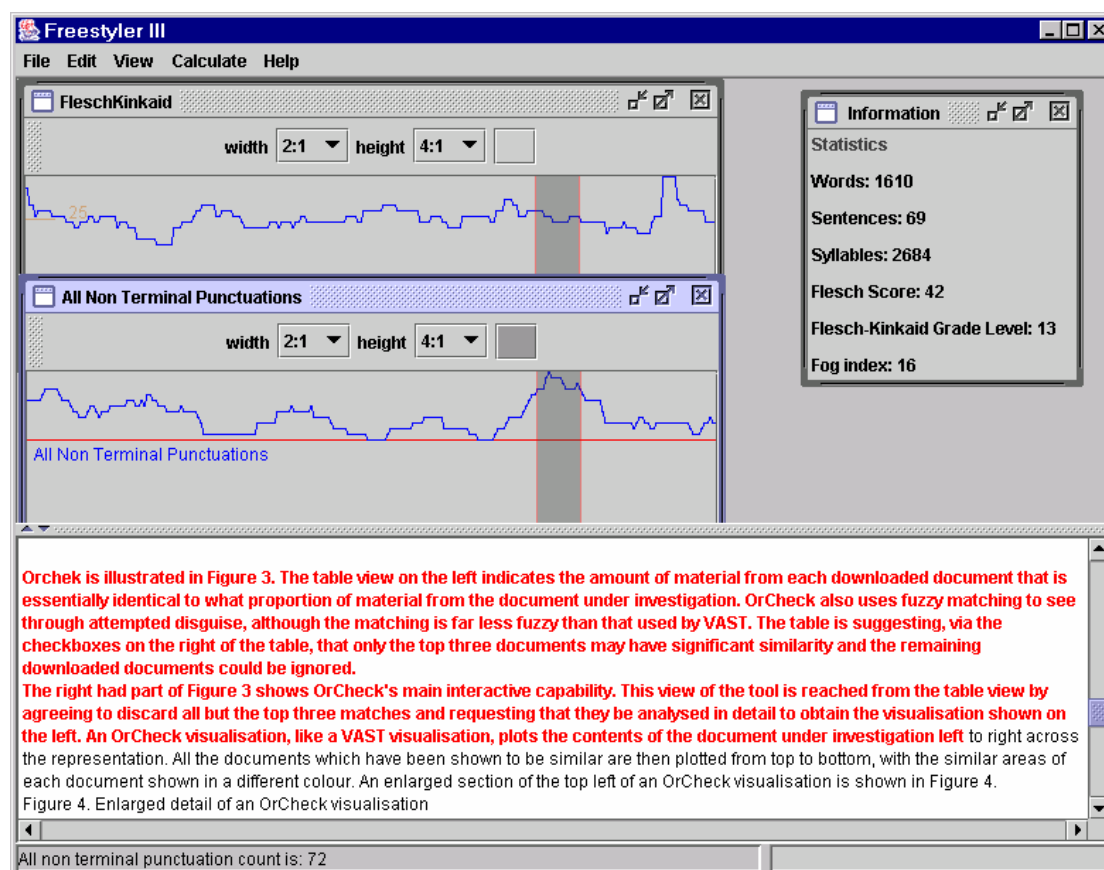 Freestyler III
File Edit View Calculate Help
FleschKinkaid
width 2:1 height 4:1
25
All Non Terminal Punctuations
width 2:1 height 4:1
All Non Terminal Punctuations
Information
Statistics
Words: 1610
Sentences: 69
Syllables: 2684
Flesch Score: 42
Flesch-Kinkaid Grade Level: 13
Fog index: 16
Orchek is illustrated in Figure 3. The table view on the left indicates the amount of material from each downloaded document that is
essentially identical to what proportion of material from the document under investigation. OrCheck also uses fuzzy matching to see
through attempted disguise, although the matching is far less fuzzy than that used by VAST. The table is suggesting, via the
checkboxes on the right of the table, that only the top three documents may have significant similarity and the remaining
downloaded documents could be ignored.
The right had part of Figure 3 shows OrCheck's main interactive capability. This view of the tool is reached from the table view by
agreeing to discard all but the top three matches and requesting that they be analysed in detail to obtain the visualisation shown on
the left. An OrCheck visualisation, like a VAST visualisation, plots the contents of the document under investigation left to right across
the representation. All the documents which have been shown to be similar are then plotted from top to bottom, with the similar areas of
each document shown in a different colour. An enlarged section of the top left of an OrCheck visualisation is shown in Figure 4.
Figure 4. Enlarged detail of an OrCheck visualisation
All non terminal punctuation count is: 72